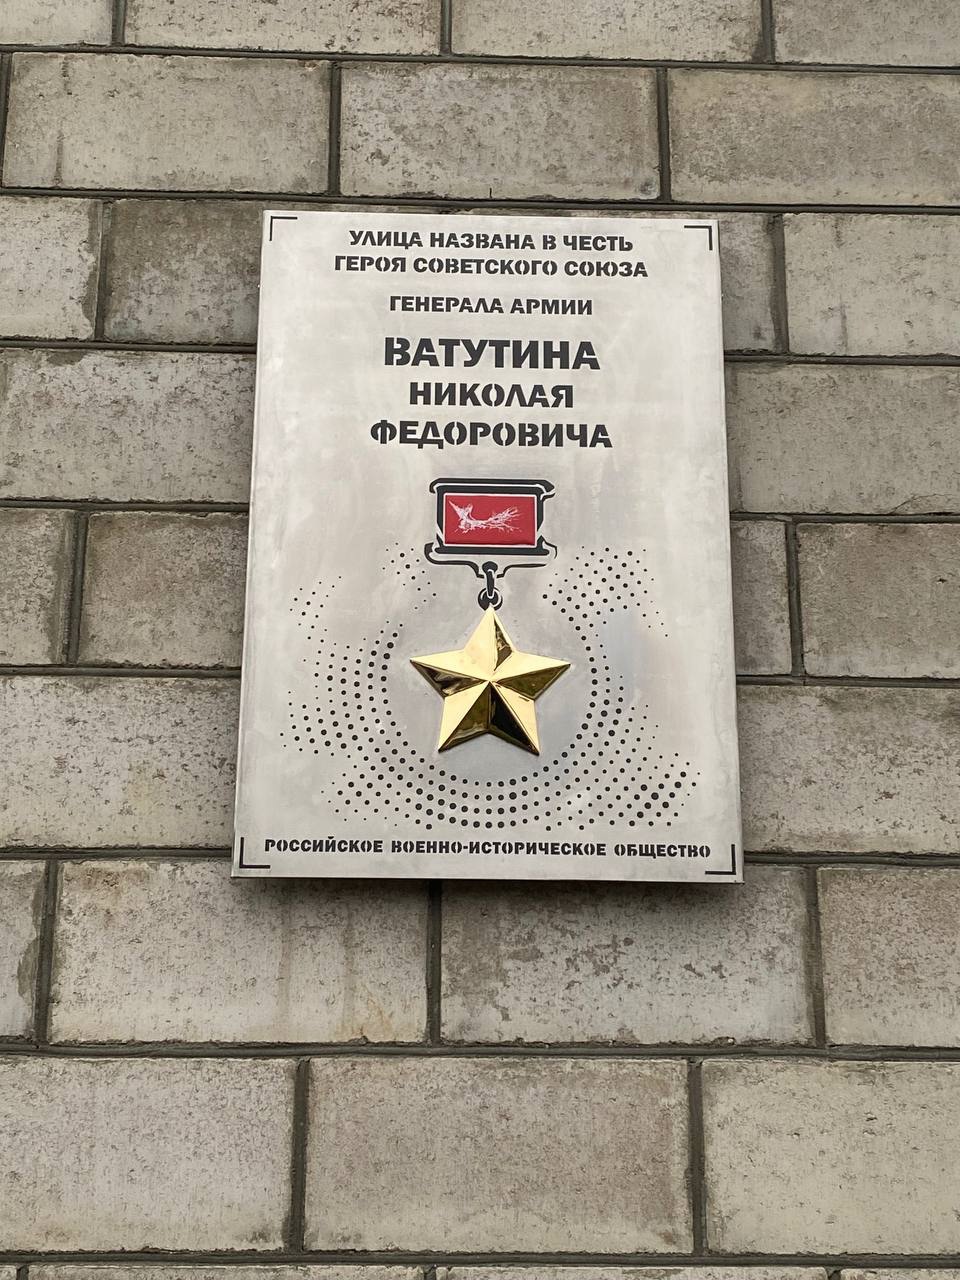 УЛИЦА НАЗВАНА В ЧЕСТЬ
ГЕРОЯ СОВЕТСКОГО СОЮЗА
ГЕНЕРАЛА АРМИИ
ВАТУТИНА
НИКОЛАЯ
ФЕДОРОВИЧА
РОССИЙСКОЕ ВОЕННО-ИСТОРИЧЕСКОЕ ОБЩЕСТВО